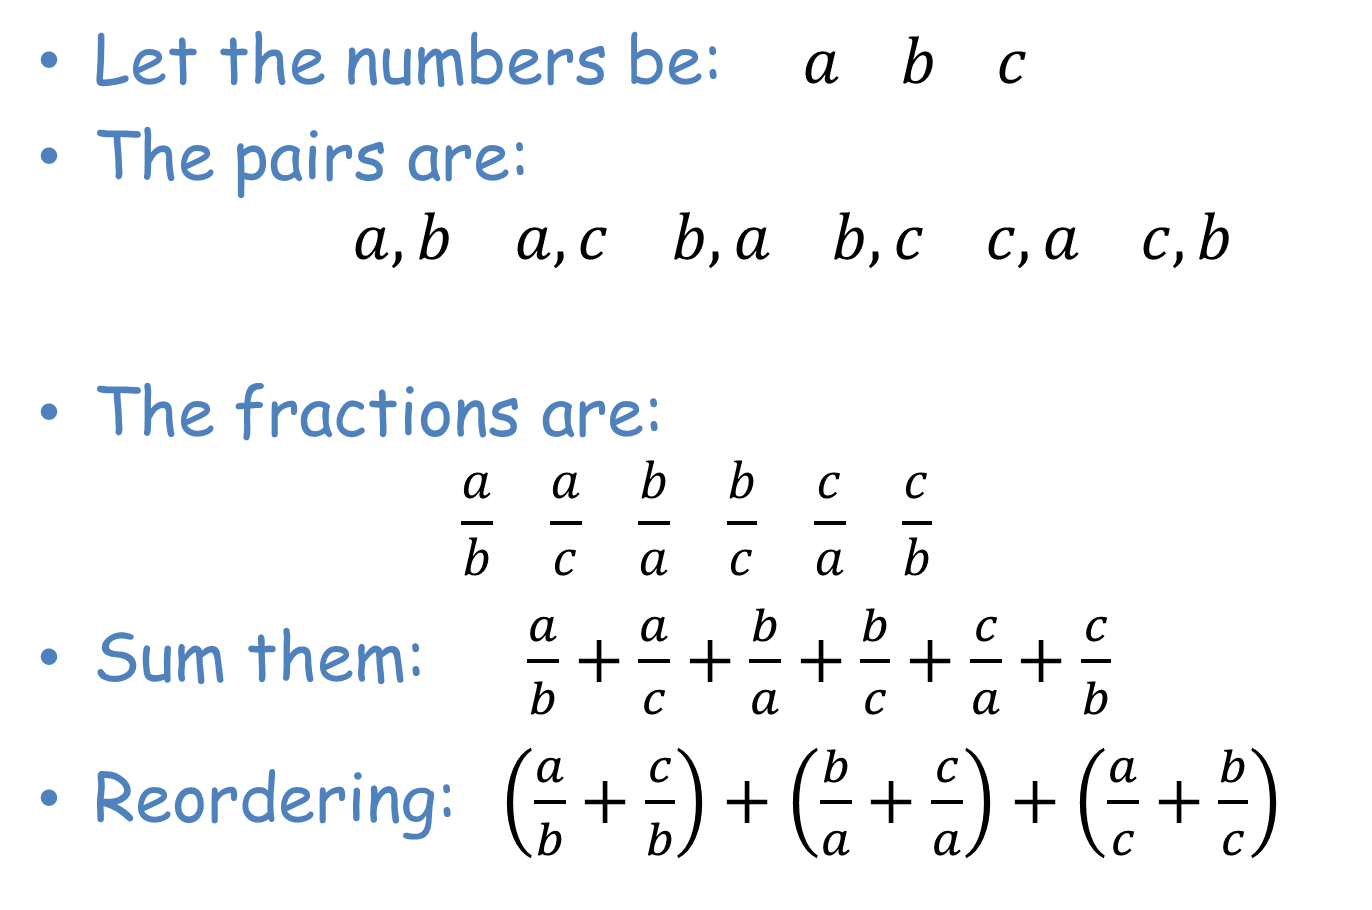 • Let the numbers be: a b c
• The pairs are:
a, b a, c b, a b, c c, a c, b
• The fractions are:
a/b a/c b/a b/c c/a c/b
• Sum them: a/b + a/c + b/a + b/c + c/a + c/b
• Reordering: (a/b + c/b) + (b/a + c/a) + (a/c + b/c)